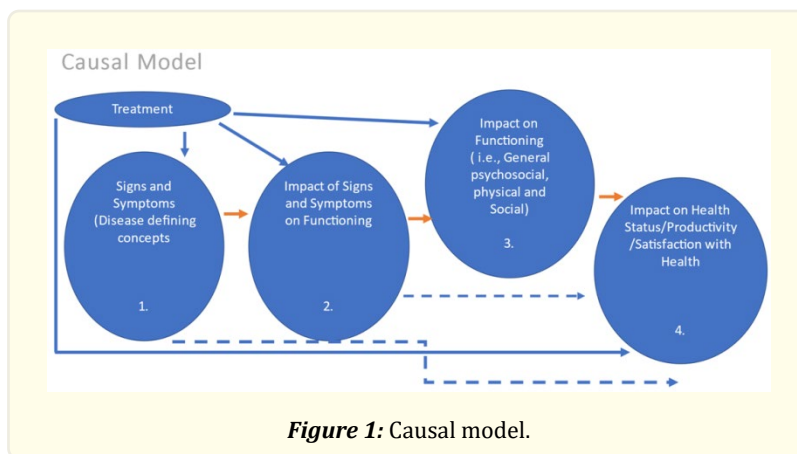 Causal Model
Treatment
Signs and
Symptoms
(Disease defining
concepts
1.
Impact of Signs
and Symptoms
on Functioning
2.
Impact on
Functioning
( i.e., General
psychosocial,
physical and
Social)
3.
Impact on Health
Status/Productivity
/Satisfaction with
Health
4.
Figure 1: Causal model.